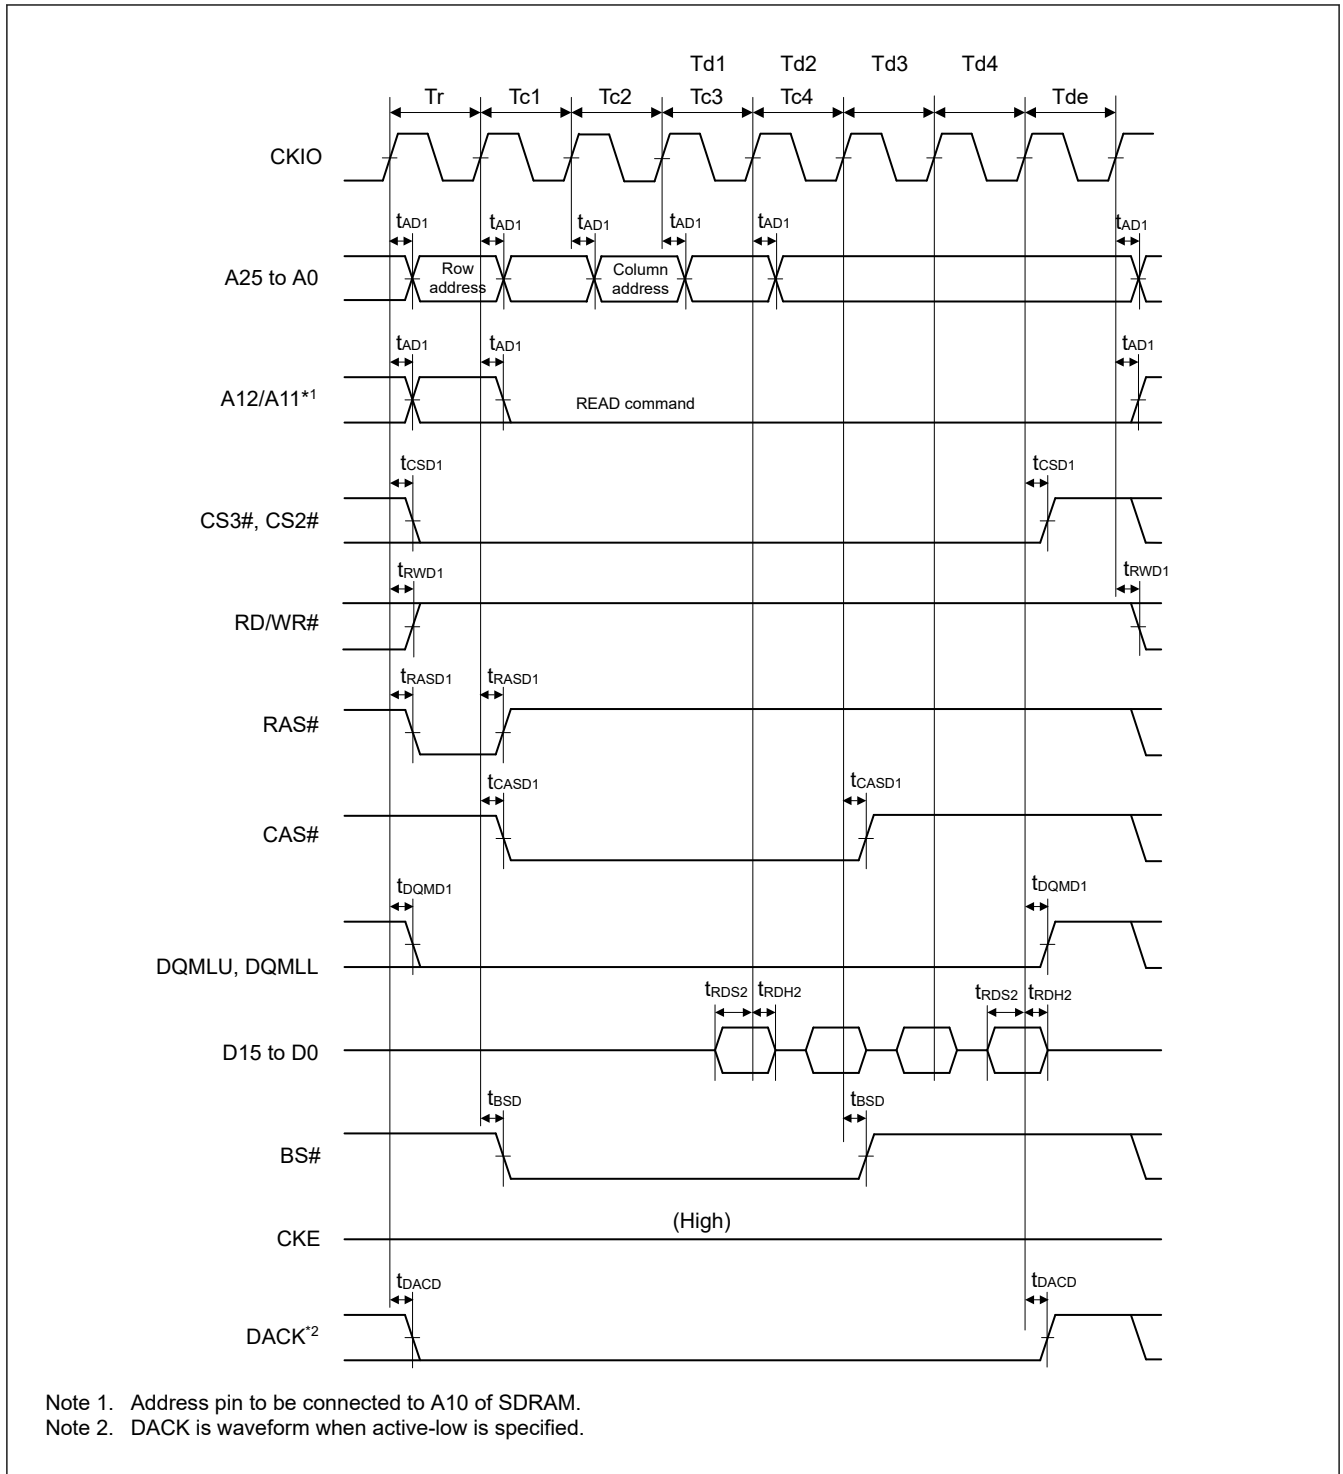 Td1 Td2 Td3 Td4
Tr Tc1 Tc2 Tc3 Tc4 Tde
CKIO
tAD1 tAD1 tAD1 tAD1 tAD1 tAD1
A25 to A0
Row address
Column address
tAD1 tAD1 tAD1
A12/A11*1
READ command
tCSD1 tCSD1
CS3#, CS2#
tRWD1 tRWD1
RD/WR#
tRASD1 tRASD1
RAS#
tCASD1 tCASD1
CAS#
tDQMD1 tDQMD1
DQMLU, DQMLL
tRDS2 tRDH2 tRDS2 tRDH2
D15 to D0
tBSD tBSD
BS#
(High)
CKE
tDACD tDACD
DACK*2
Note 1. Address pin to be connected to A10 of SDRAM.
Note 2. DACK is waveform when active-low is specified.